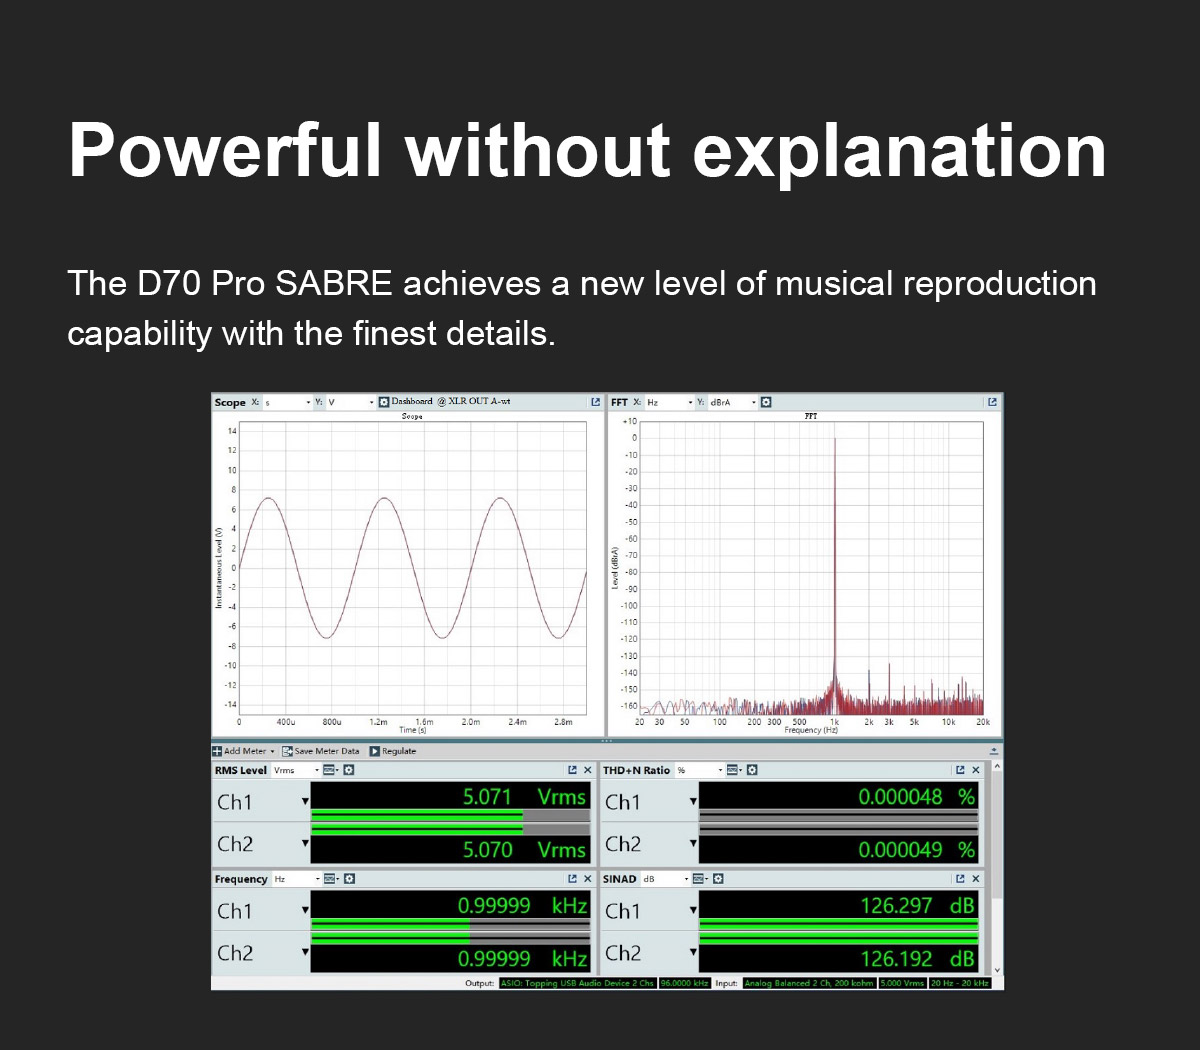 Powerful without explanation
The D70 Pro SABRE achieves a new level of musical reproduction
capability with the finest details.
Scope X: s Y: V Dashboard @ XLR OUT A-wt
Scope
14
12
10
8
6
4
2
0
-2
-4
-6
-8
-10
-12
-14
Instantaneous Level (V)
0 400u 800u 1.2m 1.6m 2.0m 2.4m 2.8m
Time (s)
FFT X: Hz Y: dBrA
FFT
+10
0
-10
-20
-30
-40
-50
-60
-70
-80
-90
-100
-110
-120
-130
-140
-150
-160
Level (dBrA)
20 30 50 100 200 300 500 1k 2k 3k 5k 10k 20k
Frequency (Hz)
Add Meter Save Meter Data Regulate
RMS Level Vrms
Ch1 5.071 Vrms
Ch2 5.070 Vrms
THD+N Ratio %
Ch1 0.000048 %
Ch2 0.000049 %
Frequency Hz
Ch1 0.99999 kHz
Ch2 0.99999 kHz
SINAD dB
Ch1 126.297 dB
Ch2 126.192 dB
Output: ASIO: Topping USB Audio Device 2 Chs 96.0000 kHz Input: Analog Balanced 2 Ch, 200 kohm 5.000 Vrms 20 Hz - 20 kHz